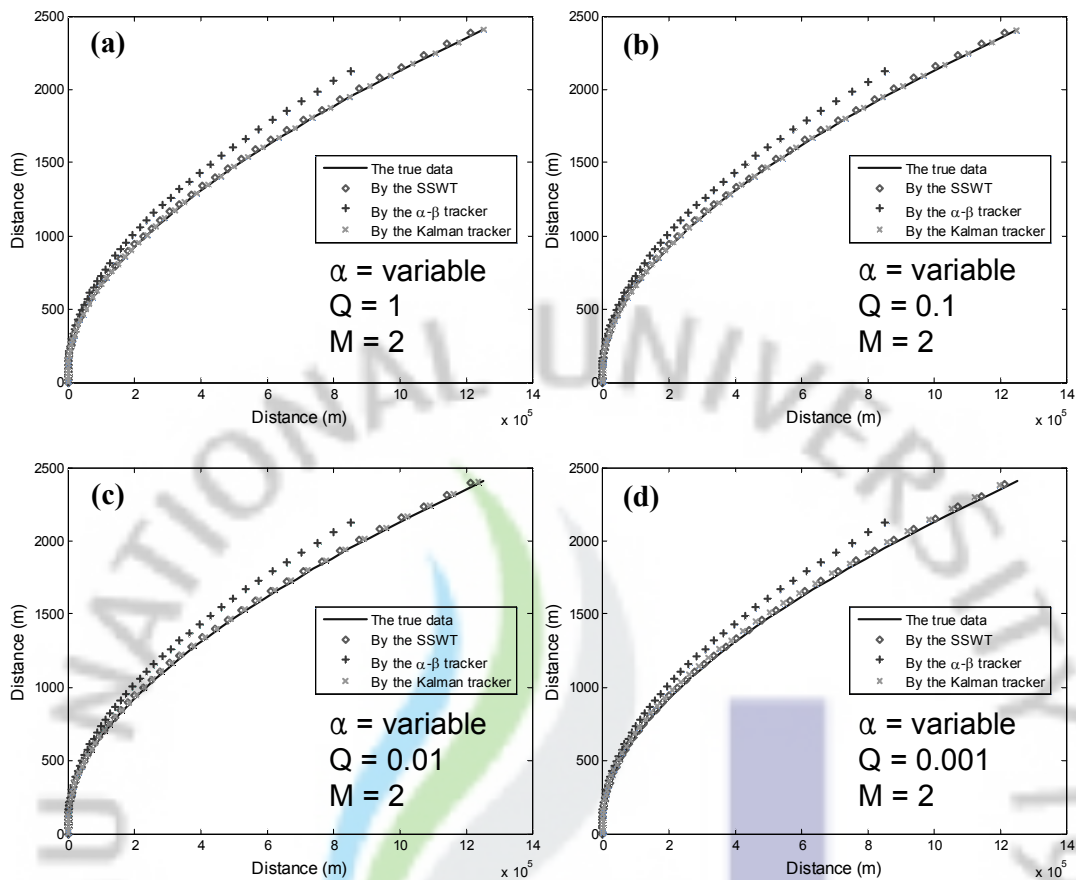 (a)
2500
2000
1500
1000
500
0
Distance (m)
The true data
By the SSWT
By the α-β tracker
By the Kalman tracker
α = variable
Q = 1
M = 2
0 2 4 6 8 10 12 14
Distance (m)
x 10^5
(b)
2500
2000
1500
1000
500
0
Distance (m)
The true data
By the SSWT
By the α-β tracker
By the Kalman tracker
α = variable
Q = 0.1
M = 2
0 2 4 6 8 10 12 14
Distance (m)
x 10^5
(c)
2500
2000
1500
1000
500
0
Distance (m)
The true data
By the SSWT
By the α-β tracker
By the Kalman tracker
α = variable
Q = 0.01
M = 2
0 2 4 6 8 10 12 14
Distance (m)
x 10^5
(d)
2500
2000
1500
1000
500
0
Distance (m)
The true data
By the SSWT
By the α-β tracker
By the Kalman tracker
α = variable
Q = 0.001
M = 2
0 2 4 6 8 10 12 14
Distance (m)
x 10^5
U NATIONAL UNIVERSITY